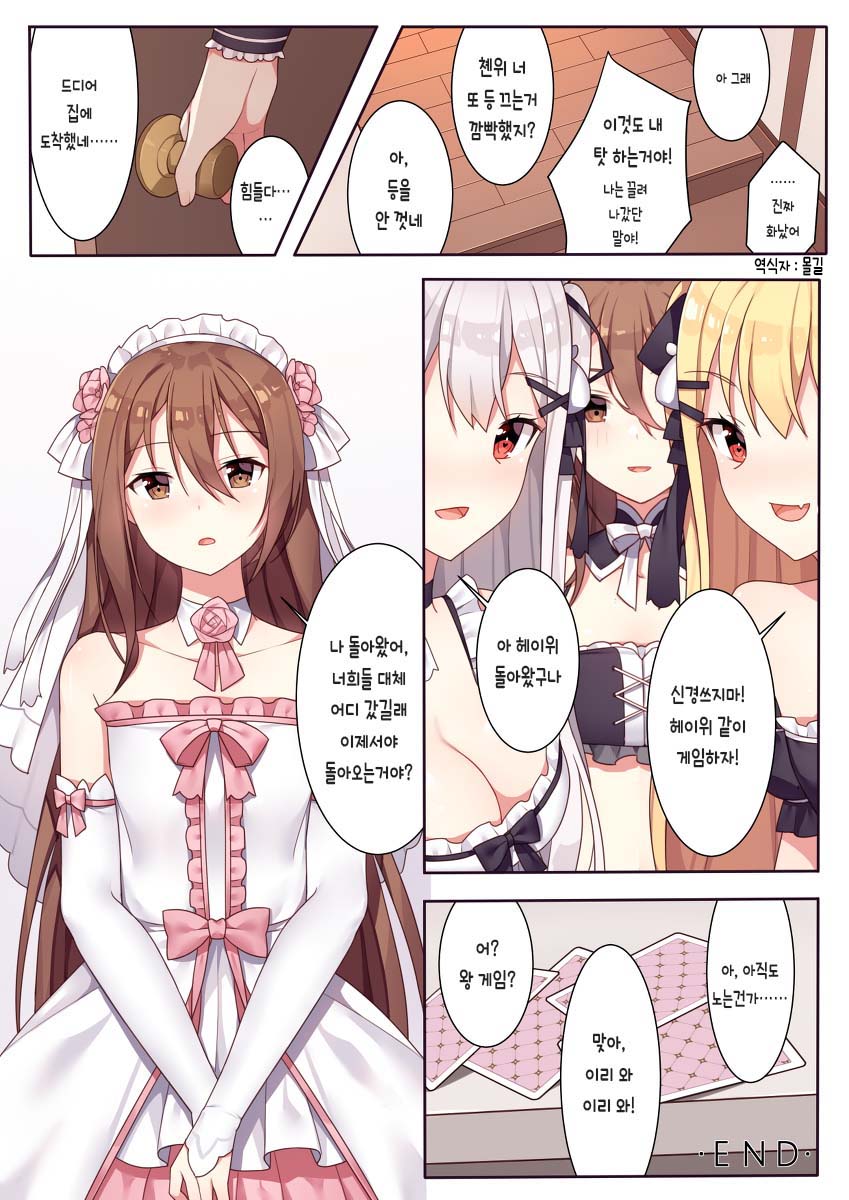 드디어
집에
도착했네……
힘들다…
…
첸위 너
또 등 끄는거
깜빡했지?
아,
등을
안 껐네
아 그래
이것도 내
탓 하는거야!
나는 끌려
나갔단
말야!
……
진짜
화났어
역식자 : 몰길
나 돌아왔어,
너희들 대체
어디 갔길래
이제서야
돌아오는거야?
아 헤이위
돌아왔구나
신경쓰지마!
헤이위 같이
게임하자!
어?
왕 게임?
맞아,
이리 와
이리 와!
아, 아직도
노는건가……
·END·